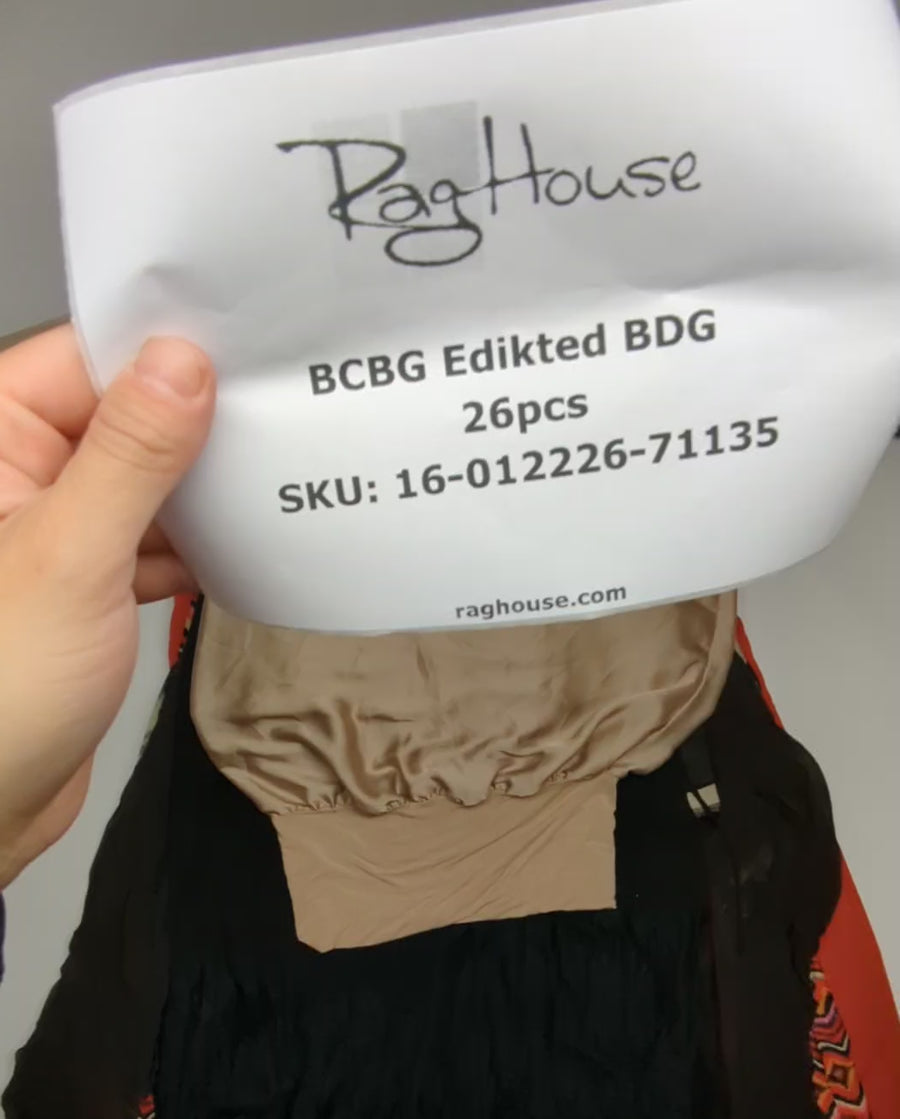 RagHouse
BCBG Edikted BDG
26pcs
SKU: 16-012226-71135
raghouse.com